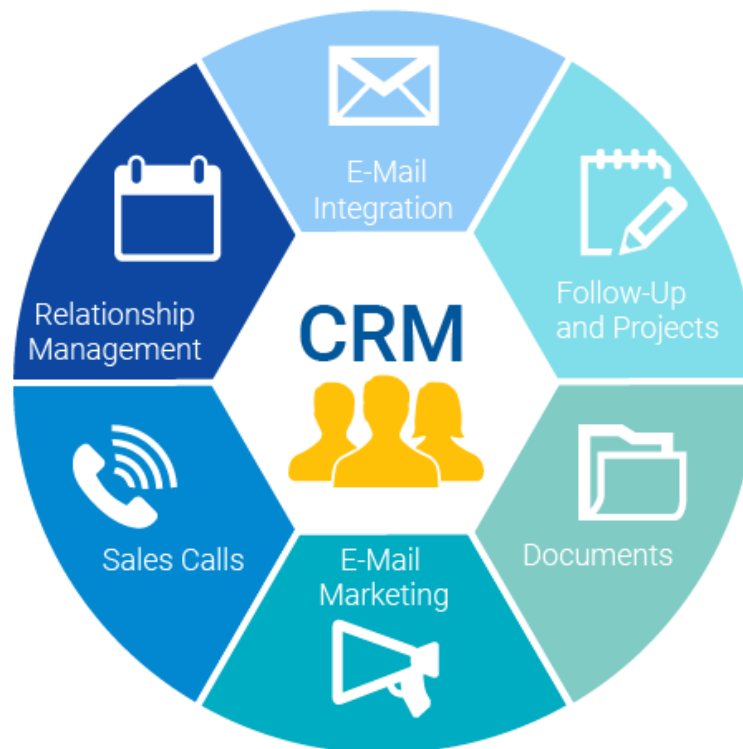 E-Mail
Integration
Follow-Up
and Projects
Documents
E-Mail
Marketing
Sales Calls
Relationship
Management
CRM